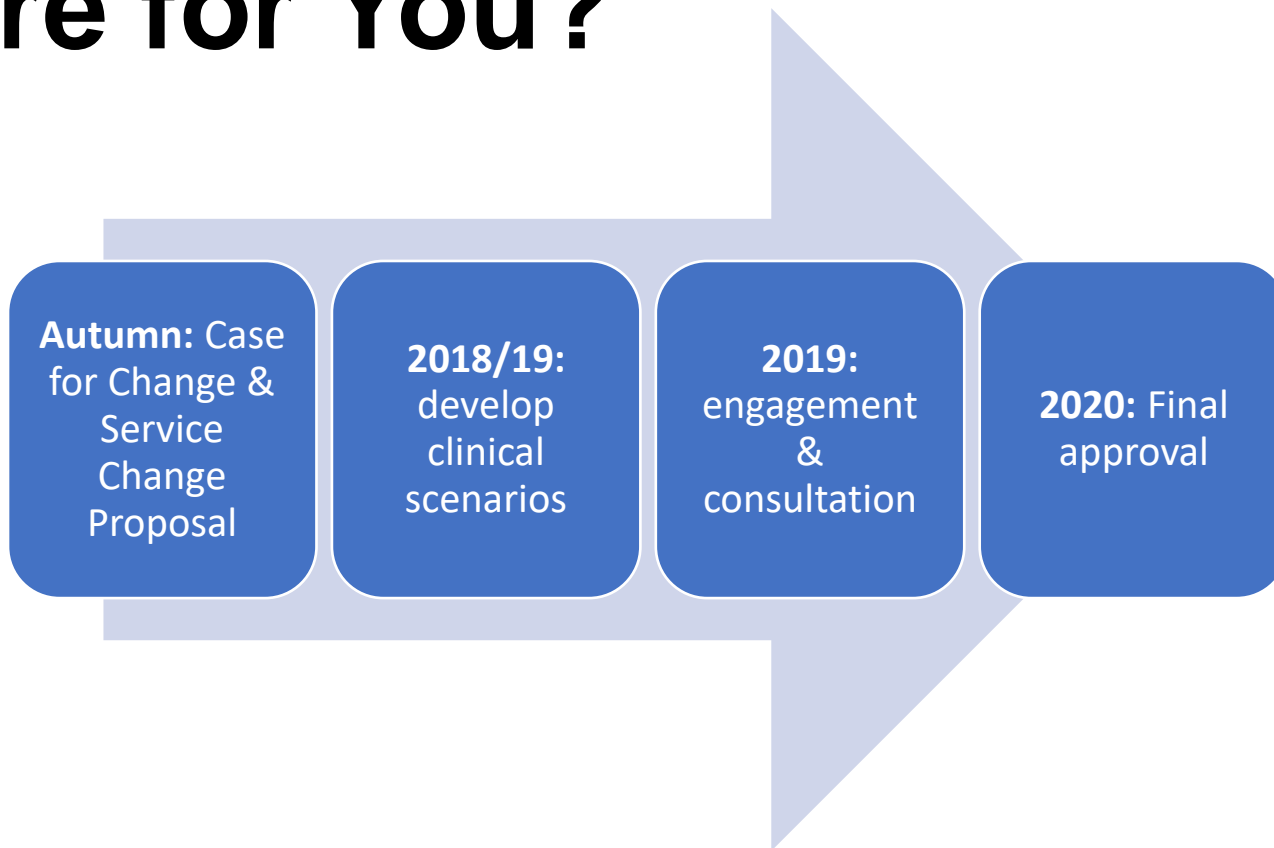 re for You?
Autumn: Case
for Change &
Service
Change
Proposal
2018/19:
develop
clinical
scenarios
2019:
engagement
&
consultation
2020: Final
approval